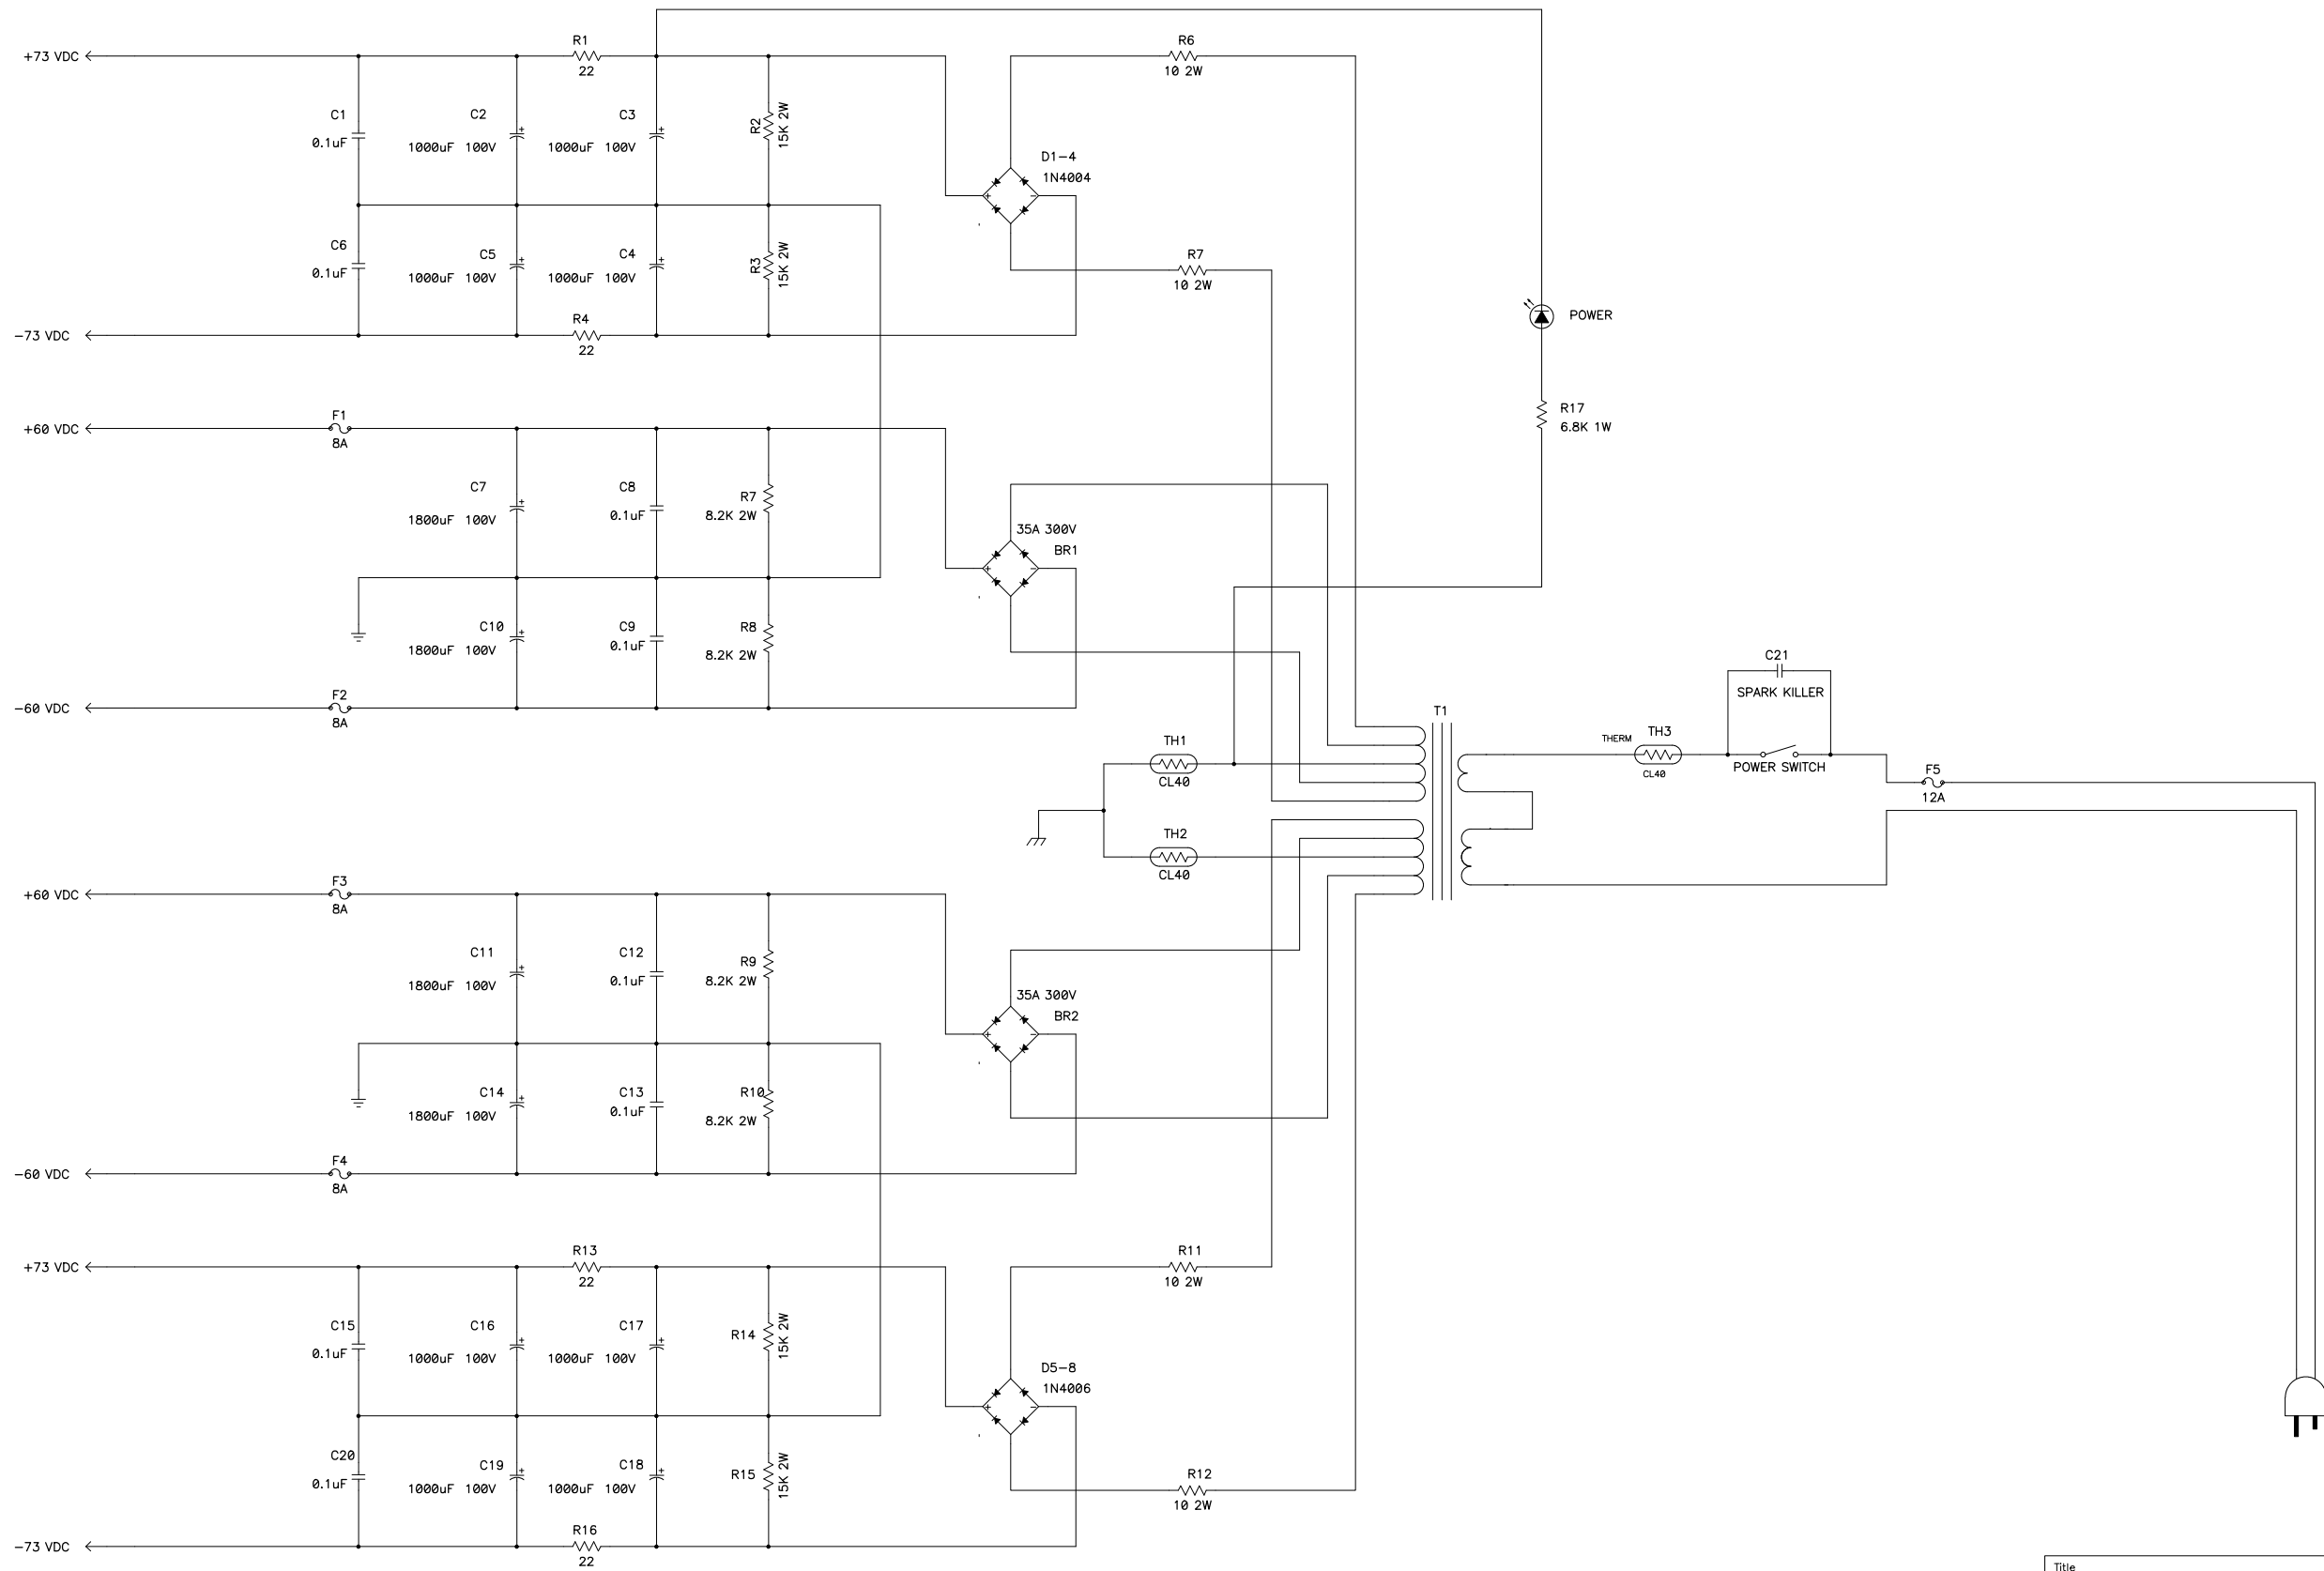 R1
R6
+73 VDC
22
10 2W
C1
C2
C3
R2
15K 2W
0.1uF
1000uF 100V
1000uF 100V
D1-4
1N4004
C6
C5
C4
R3
15K 2W
R7
0.1uF
1000uF 100V
1000uF 100V
10 2W
R4
POWER
-73 VDC
22
F1
R17
+60 VDC
6.8K 1W
8A
C7
C8
R7
1800uF 100V
0.1uF
8.2K 2W
35A 300V
BR1
C10
C9
R8
1800uF 100V
0.1uF
8.2K 2W
C21
F2
SPARK KILLER
-60 VDC
8A
T1
TH1
THERM
TH3
CL40
CL40
POWER SWITCH
F5
12A
TH2
CL40
F3
+60 VDC
8A
C11
C12
R9
1800uF 100V
0.1uF
8.2K 2W
35A 300V
BR2
C14
C13
R10
1800uF 100V
0.1uF
8.2K 2W
F4
-60 VDC
8A
R13
R11
+73 VDC
22
10 2W
C15
C16
C17
R14
15K 2W
0.1uF
1000uF 100V
1000uF 100V
D5-8
1N4006
C20
C19
C18
R15
15K 2W
R12
0.1uF
1000uF 100V
1000uF 100V
10 2W
R16
-73 VDC
22
Title